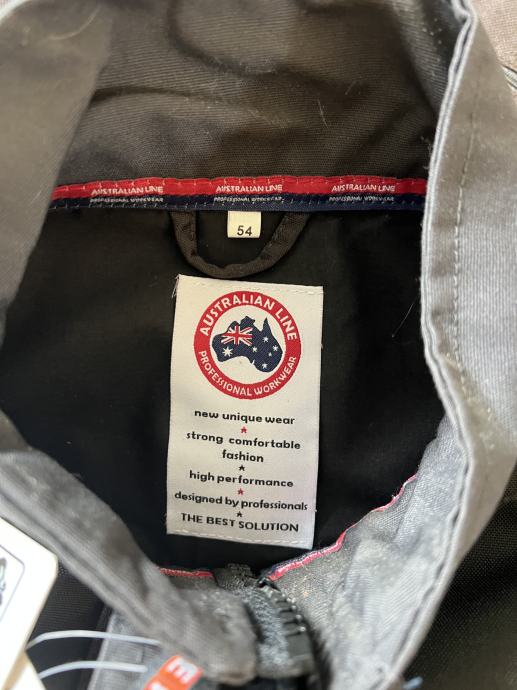 AUSTRALIAN LINE AUSTRALIAN LINE AUSTRALIAN LINE
PROFESSIONAL WORKWEAR PROFESSIONAL WORKWEAR PROFESSIONAL WORKWEAR
54
AUSTRALIAN LINE
PROFESSIONAL WORKWEAR
new unique wear
strong comfortable
fashion
high performance
designed by professionals
THE BEST SOLUTION